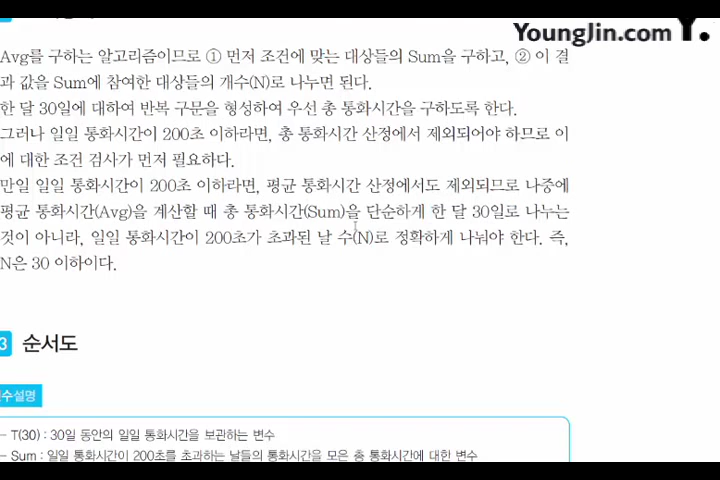 YoungJin.com Y.
Avg를 구하는 알고리즘이므로 ① 먼저 조건에 맞는 대상들의 Sum을 구하고, ② 이 결
과 값을 Sum에 참여한 대상들의 개수(N)로 나누면 된다.
한 달 30일에 대하여 반복 구문을 형성하여 우선 총 통화시간을 구하도록 한다.
그러나 일일 통화시간이 200초 이하라면, 총 통화시간 산정에서 제외되어야 하므로 이
에 대한 조건 검사가 먼저 필요하다.
만일 일일 통화시간이 200초 이하라면, 평균 통화시간 산정에서도 제외되므로 나중에
평균 통화시간(Avg)을 계산할 때 총 통화시간(Sum)을 단순하게 한 달 30일로 나누는
것이 아니라, 일일 통화시간이 200초가 초과된 날 수(N)로 정확하게 나눠야 한다. 즉,
N은 30 이하이다.
3 순서도
수설명
- T(30) : 30일 동안의 일일 통화시간을 보관하는 변수
- Sum : 일일 통화시간이 200초를 초과하는 날들의 통화시간을 모은 총 통화시간에 대한 변수